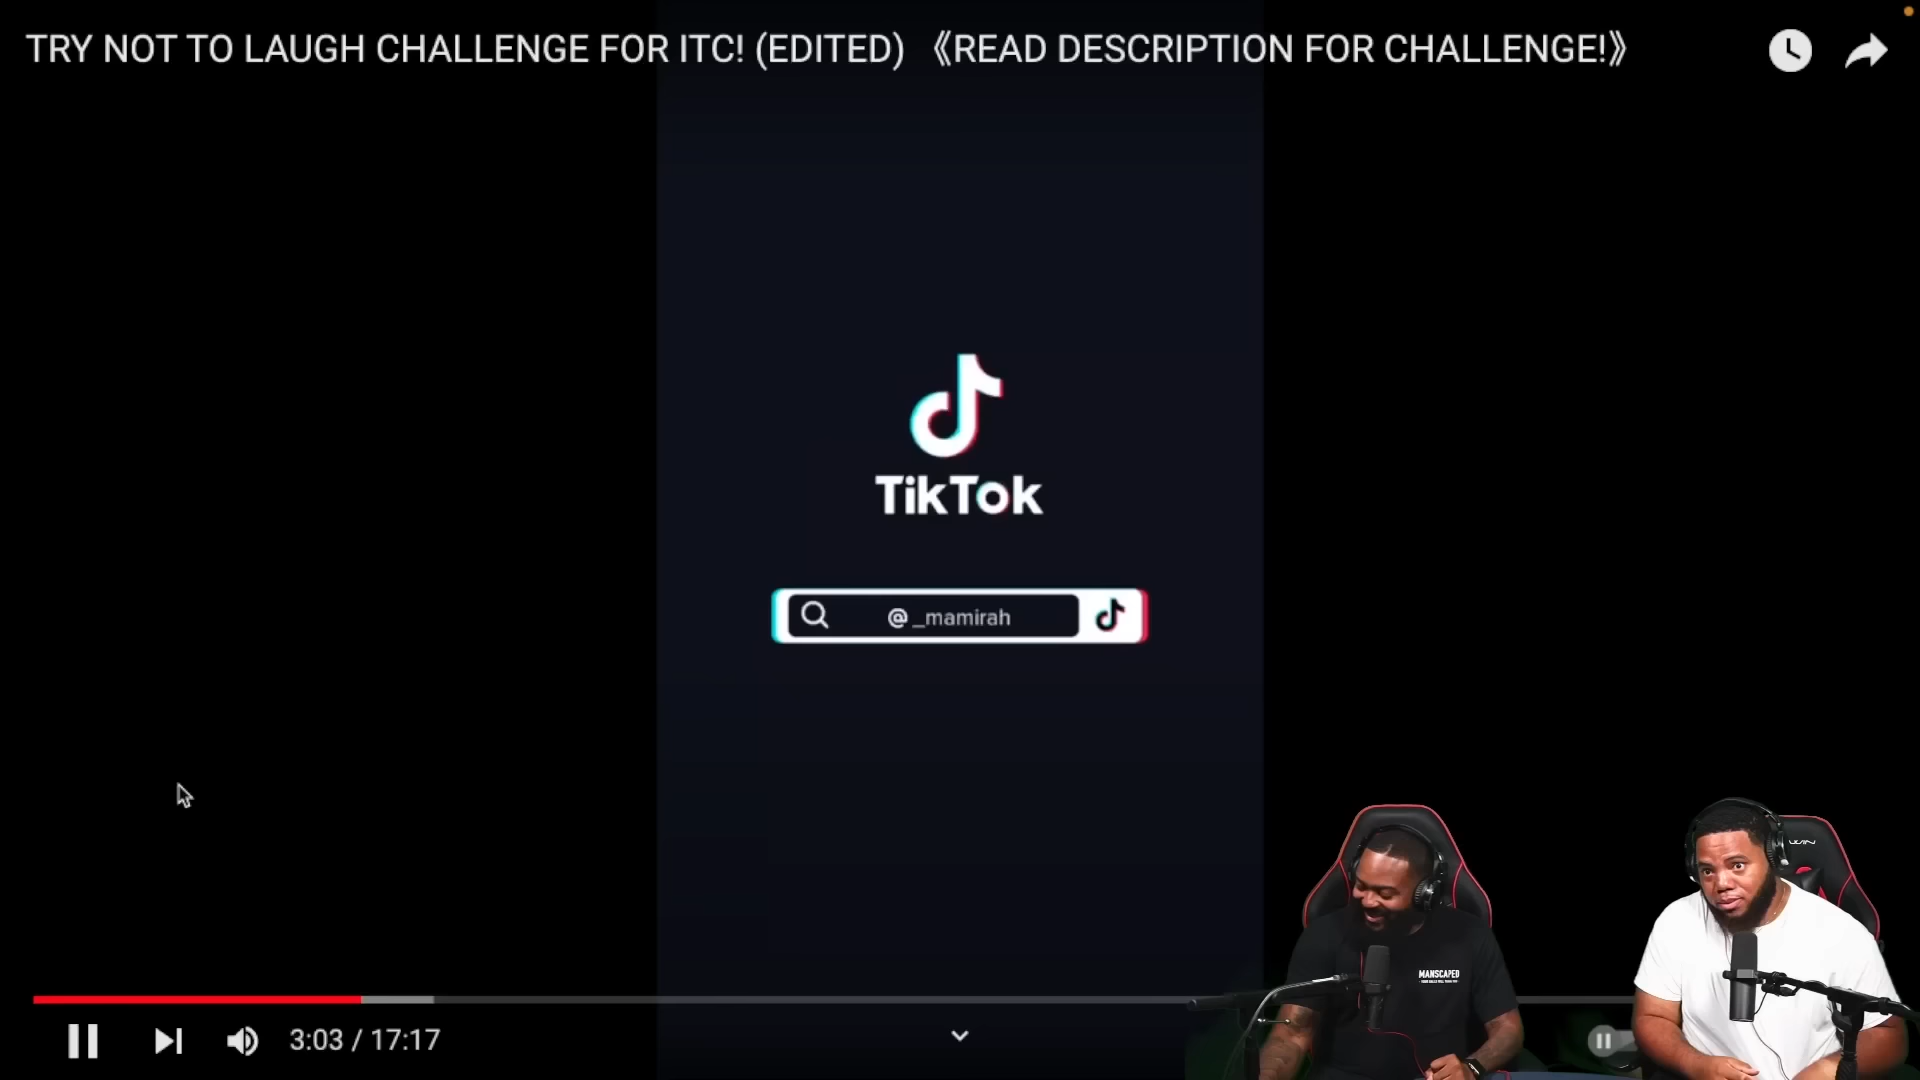 TRY NOT TO LAUGH CHALLENGE FOR ITC! (EDITED) 《READ DESCRIPTION FOR CHALLENGE!》
TikTok
@_mamirah
MANSCAPED
3:03 / 17:17